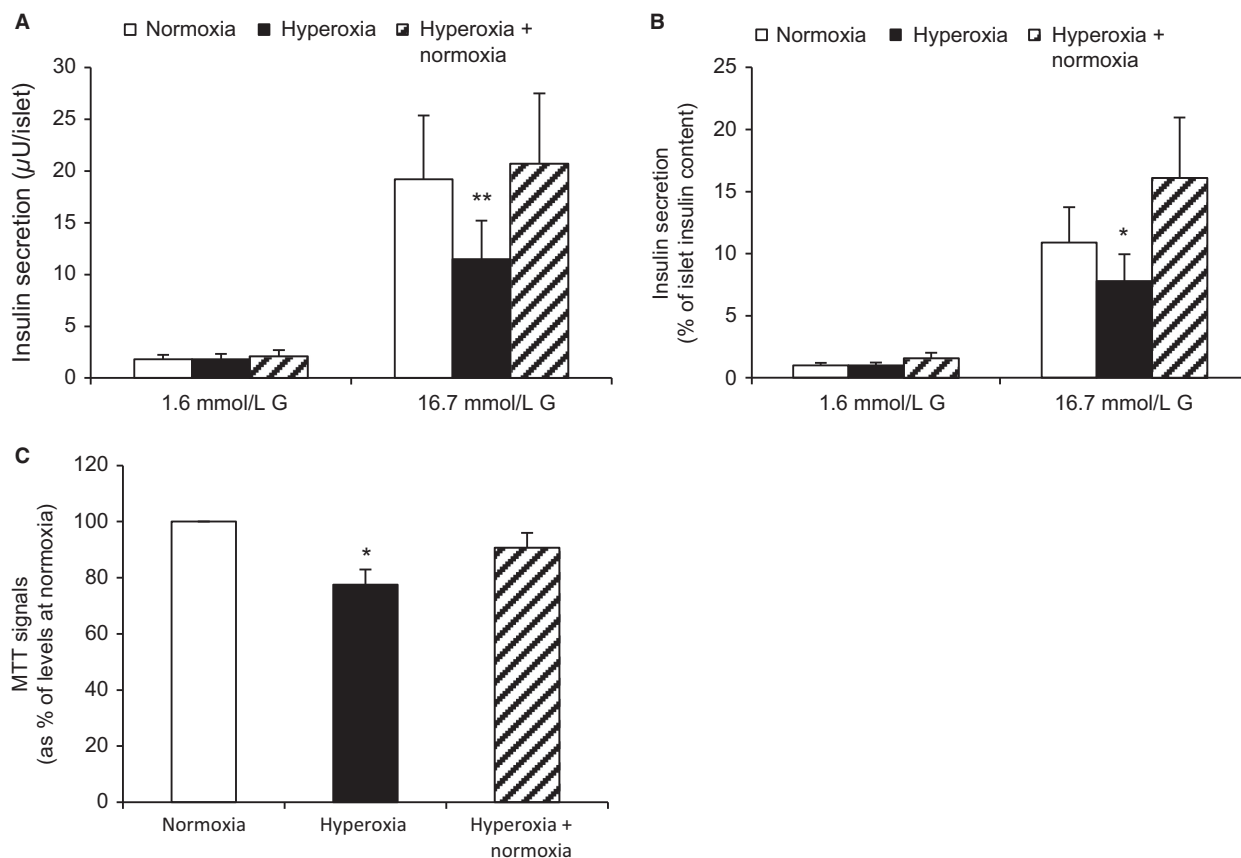 A
Normoxia Hyperoxia Hyperoxia +
normoxia
Insulin secretion (µU/islet)
30
25
20
15
10
5
0
**
1.6 mmol/L G 16.7 mmol/L G
B
Normoxia Hyperoxia Hyperoxia +
normoxia
Insulin secretion
(% of islet insulin content)
25
20
15
10
5
0
*
1.6 mmol/L G 16.7 mmol/L G
C
MTT signals
(as % of levels at normoxia)
120
100
80
60
40
20
0
*
Normoxia Hyperoxia Hyperoxia +
normoxia